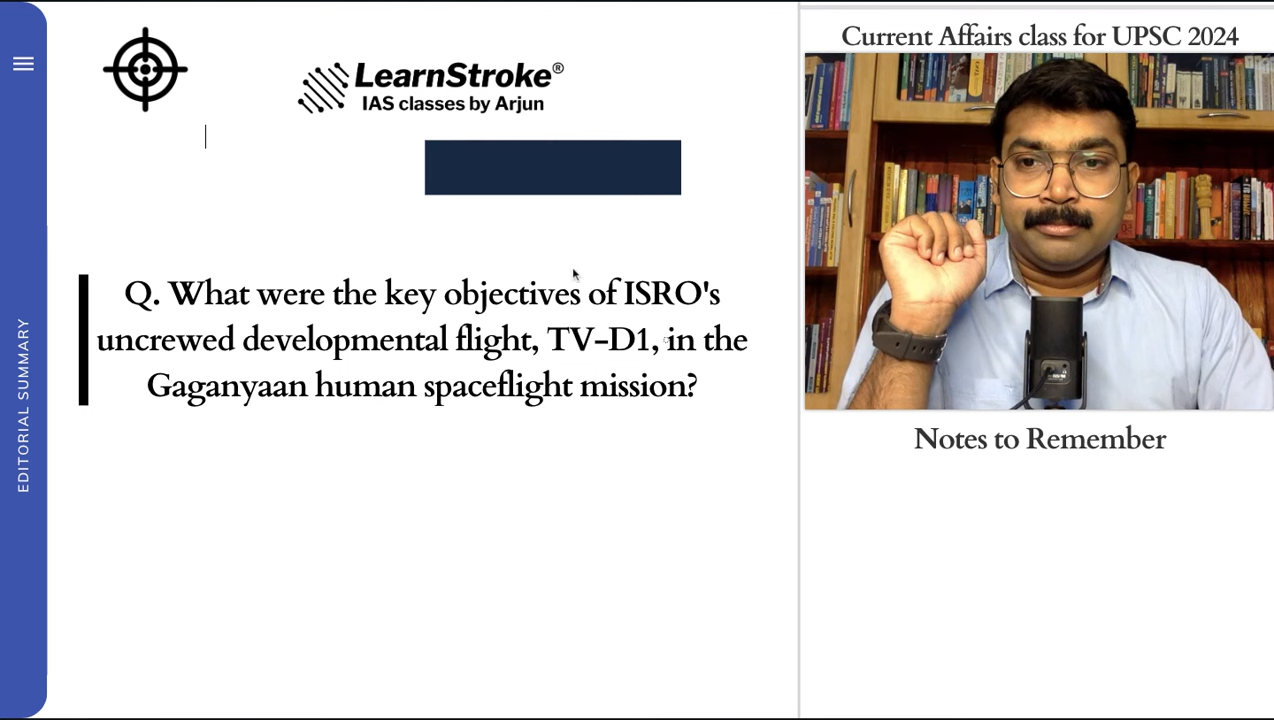 LearnStroke®
IAS classes by Arjun
Q. What were the key objectives of ISRO's
uncrewed developmental flight, TV-D1, in the
Gaganyaan human spaceflight mission?
EDITORIAL SUMMARY
Current Affairs class for UPSC 2024
Notes to Remember